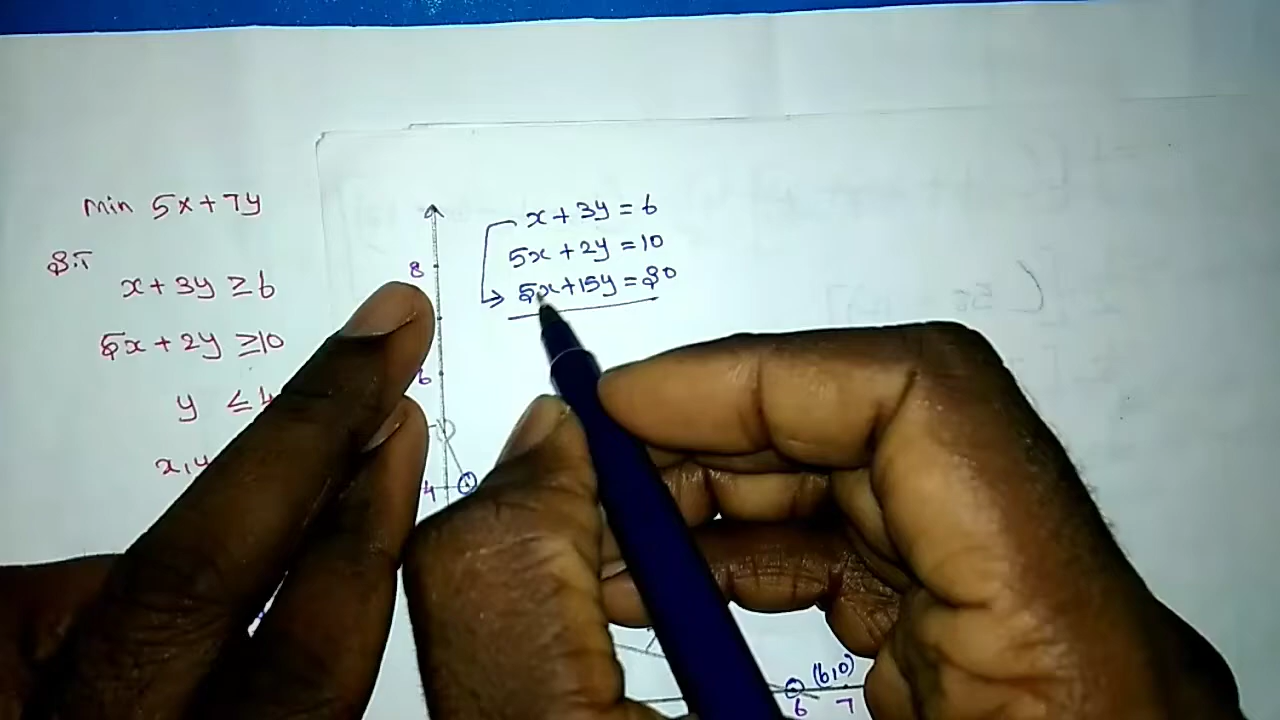 min 5x+7y
S.T
x + 3y ≥ 6
5x + 2y ≥ 10
y ≤ 4
x, y
8
6
4
x + 3y = 6
5x + 2y = 10
5x + 15y = 30
(6,0)
6 7